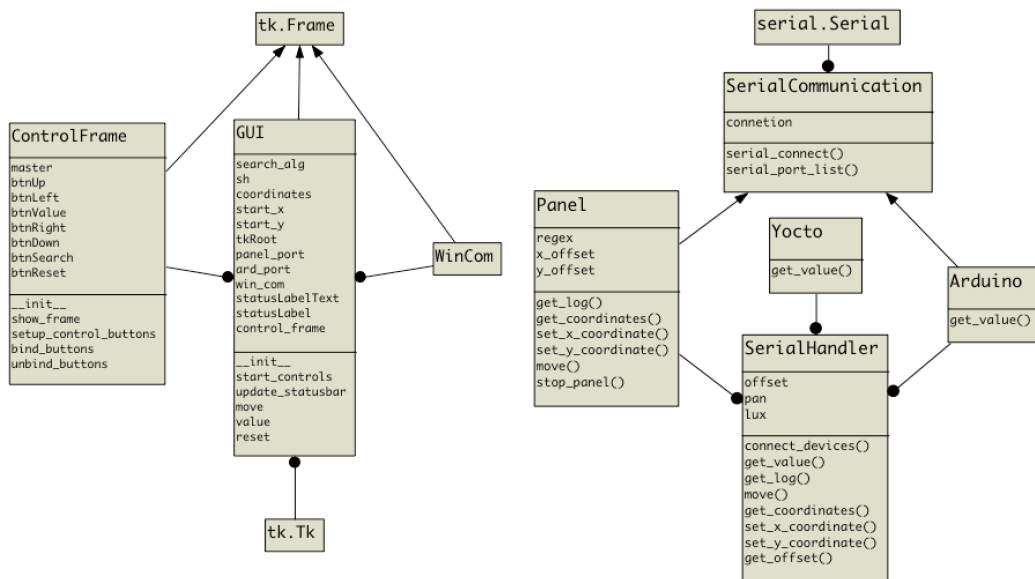 tk.Frame
ControlFrame
master
btnUp
btnLeft
btnValue
btnRight
btnDown
btnSearch
btnReset
__init__
show_frame
setup_control_buttons
bind_buttons
unbind_buttons
GUI
search_alg
sh
coordinates
start_x
start_y
tkRoot
panel_port
ard_port
win_com
statusLabelText
statusLabel
control_frame
__init__
start_controls
update_statusbar
move
value
reset
WinCom
tk.Tk
serial.Serial
SerialCommunication
connetion
serial_connect()
serial_port_list()
Panel
regex
x_offset
y_offset
get_log()
get_coordinates()
set_x_coordinate()
set_y_coordinate()
move()
stop_panel()
Yocto
get_value()
Arduino
get_value()
SerialHandler
offset
pan
lux
connect_devices()
get_value()
get_log()
move()
get_coordinates()
set_x_coordinate()
set_y_coordinate()
get_offset()